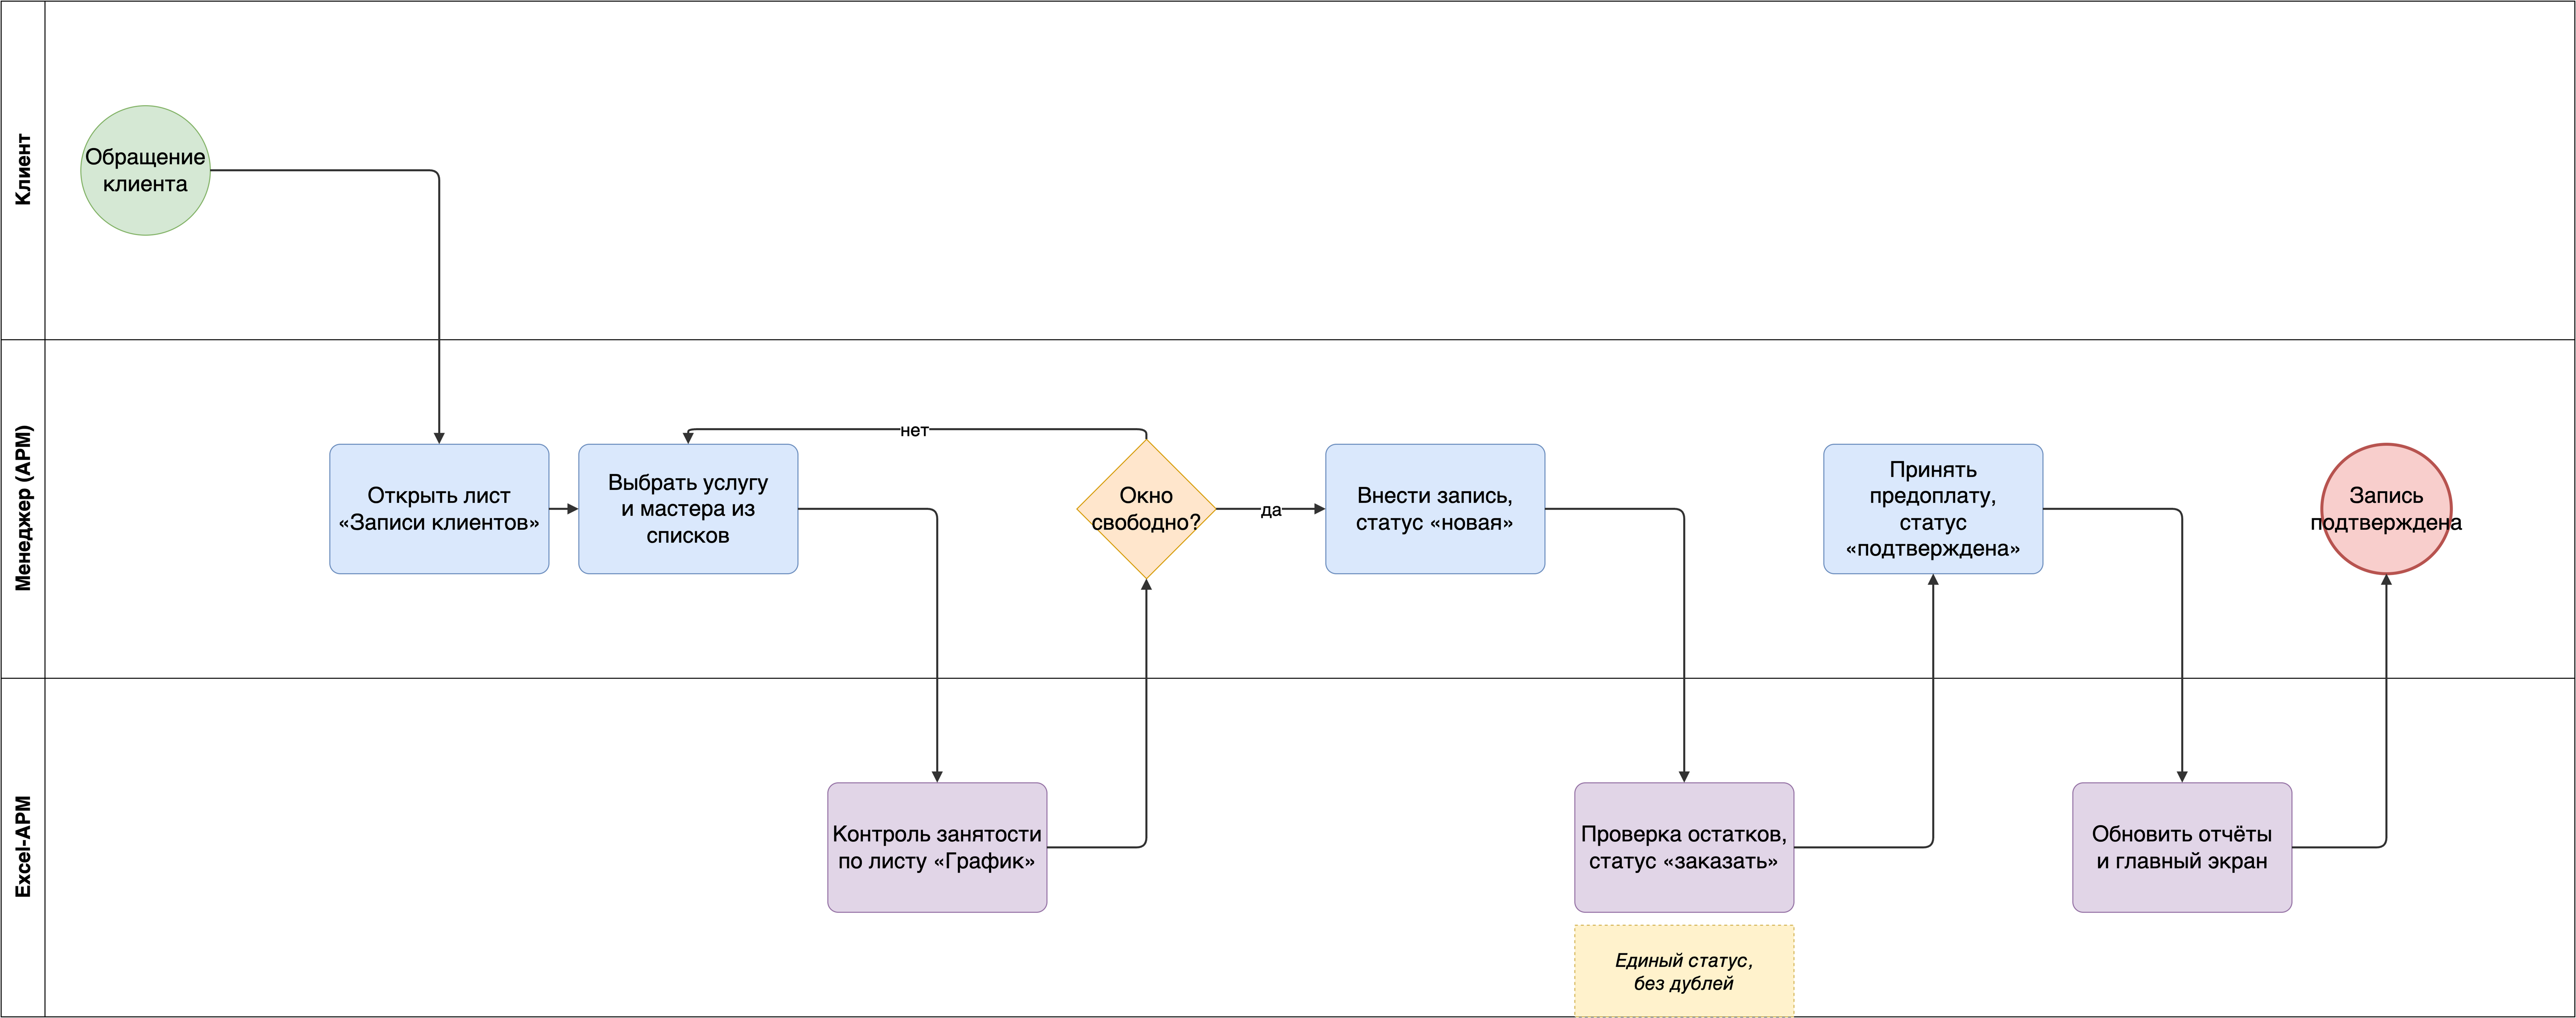 Клиент
Обращение
клиента
Менеджер (АРМ)
Открыть лист
«Записи клиентов»
Выбрать услугу
и мастера из
списков
нет
Окно
свободно?
да
Внести запись,
статус «новая»
Принять
предоплату,
статус
«подтверждена»
Запись
подтверждена
Excel-АРМ
Контроль занятости
по листу «График»
Проверка остатков,
статус «заказать»
Обновить отчёты
и главный экран
Единый статус,
без дублей